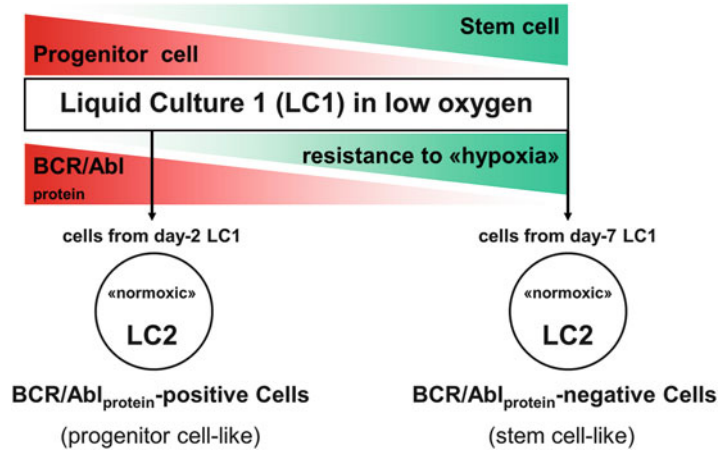 Stem cell
Progenitor cell
Liquid Culture 1 (LC1) in low oxygen
resistance to «hypoxia»
BCR/Abl
protein
cells from day-2 LC1
cells from day-7 LC1
«normoxic»
LC2
«normoxic»
LC2
BCR/Ablprotein-positive Cells
BCR/Ablprotein-negative Cells
(progenitor cell-like)
(stem cell-like)